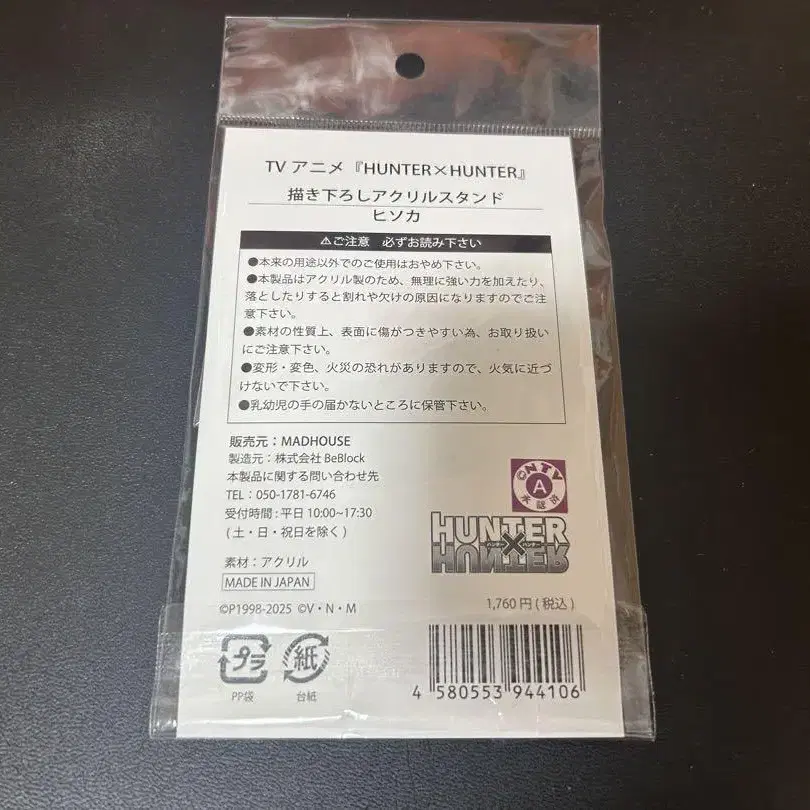 TV アニメ『HUNTER×HUNTER』
描き下ろしアクリルスタンド
ヒソカ
⚠ご注意 必ずお読み下さい
●本来の用途以外でのご使用はおやめ下さい。
●本製品はアクリル製のため、無理に強い力を加えたり、
落としたりすると割れや欠けの原因になりますのでご注
意下さい。
●素材の性質上、表面に傷がつきやすい為、お取り扱い
にご注意下さい。
●変形・変色、火災の恐れがありますので、火気に近づ
けないで下さい。
●乳幼児の手の届かないところに保管下さい。
販売元：MADHOUSE
製造元：株式会社 BeBlock
本製品に関する問い合わせ先
TEL：050-1781-6746
受付時間：平日 10:00~17:30
(土・日・祝日を除く)
素材：アクリル
MADE IN JAPAN
©P1998-2025 ©V・N・M
©NTV
A
承認済
HUNTER
ハンター×ハンター
HUNTER
1,760 円 (税込)
プラ
PP袋
紙
台紙
4 580553 944106